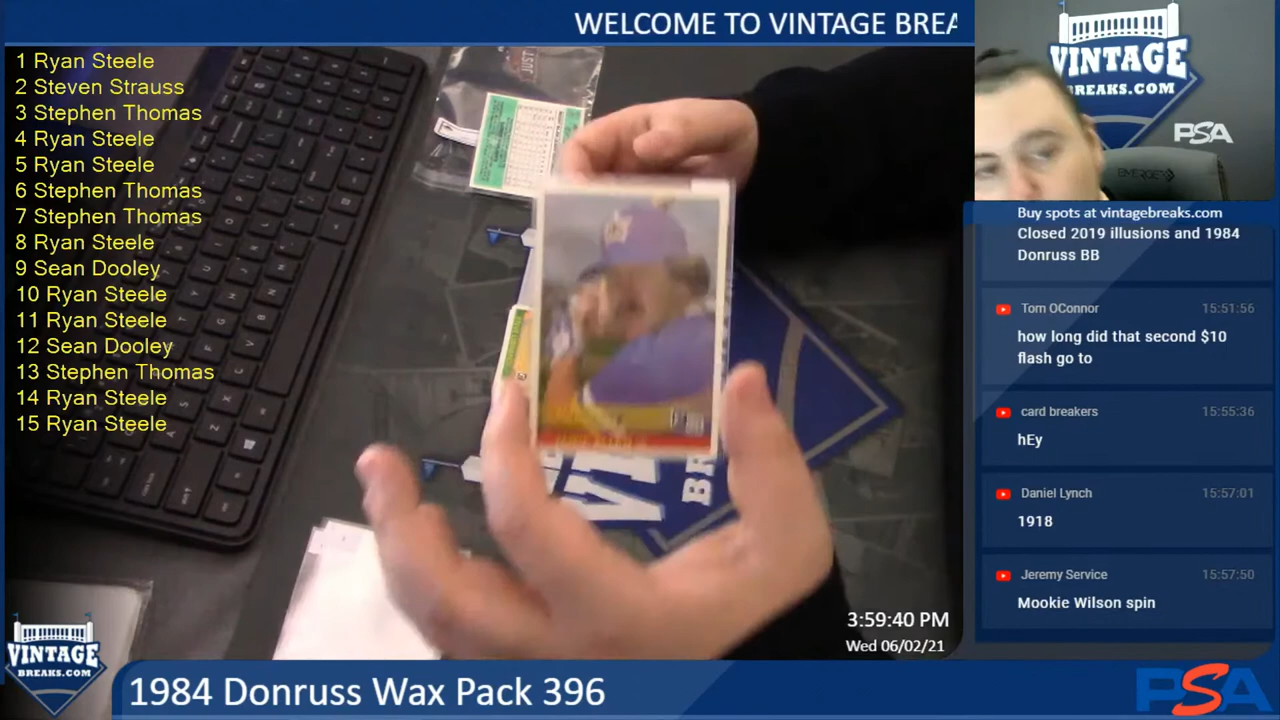 WELCOME TO VINTAGE BREA
1 Ryan Steele
2 Steven Strauss
3 Stephen Thomas
4 Ryan Steele
5 Ryan Steele
6 Stephen Thomas
7 Stephen Thomas
8 Ryan Steele
9 Sean Dooley
10 Ryan Steele
11 Ryan Steele
12 Sean Dooley
13 Stephen Thomas
14 Ryan Steele
15 Ryan Steele
JUST
VINTAGE
BREAKS.COM
PSA
Buy spots at vintagebreaks.com
Closed 2019 illusions and 1984
Donruss BB
Tom OConnor 15:51:56
how long did that second $10
flash go to
card breakers 15:55:36
hEy
Daniel Lynch 15:57:01
1918
Jeremy Service 15:57:50
Mookie Wilson spin
3:59:40 PM
Wed 06/02/21
VINTAGE
BREAKS.COM
1984 Donruss Wax Pack 396
PSA